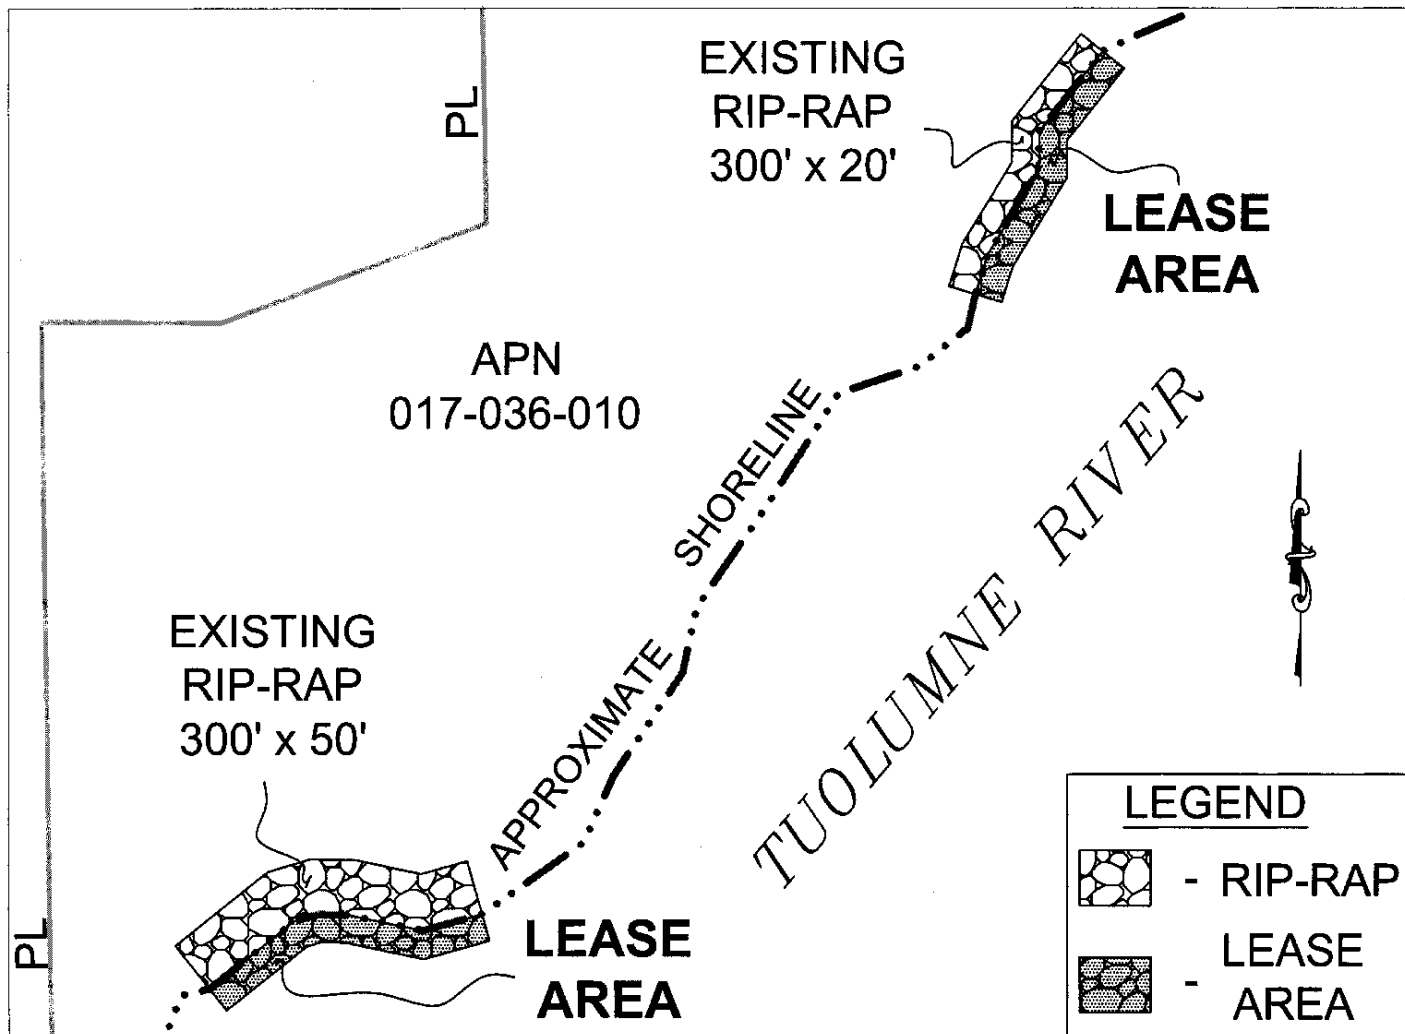 EXISTING
RIP-RAP
300' x 20'
PL
LEASE
AREA
APN
017-036-010
APPROXIMATE SHORELINE
TUOLUMNE RIVER
EXISTING
RIP-RAP
300' x 50'
PL
LEASE
AREA
LEGEND
- RIP-RAP
- LEASE
AREA